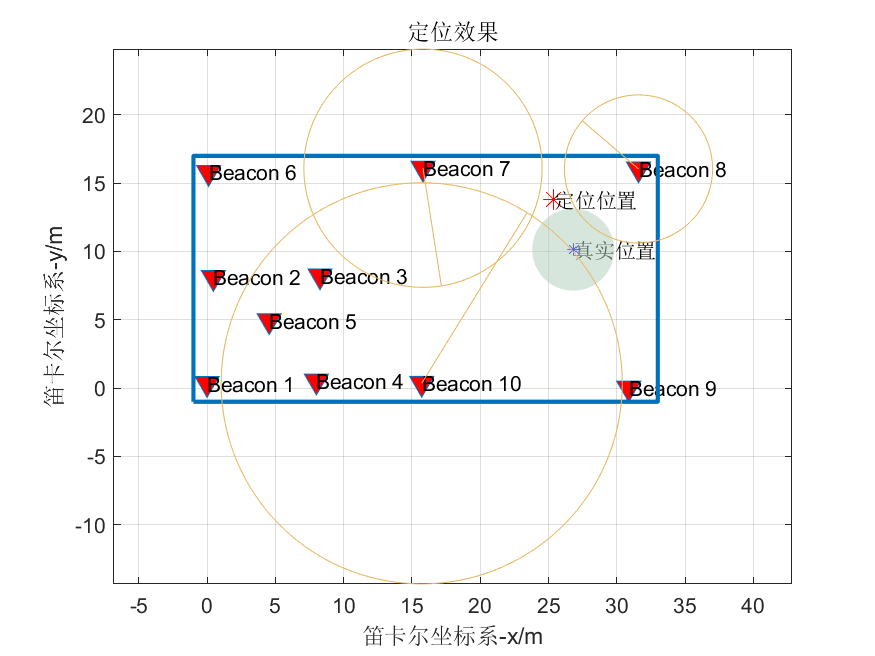 定位效果
20
15
10
5
0
-5
-10
笛卡尔坐标系-y/m
Beacon 6
Beacon 7
Beacon 8
定位位置
真实位置
Beacon 2
Beacon 3
Beacon 5
Beacon 1
Beacon 4
Beacon 10
Beacon 9
-5
0
5
10
15
20
25
30
35
40
笛卡尔坐标系-x/m